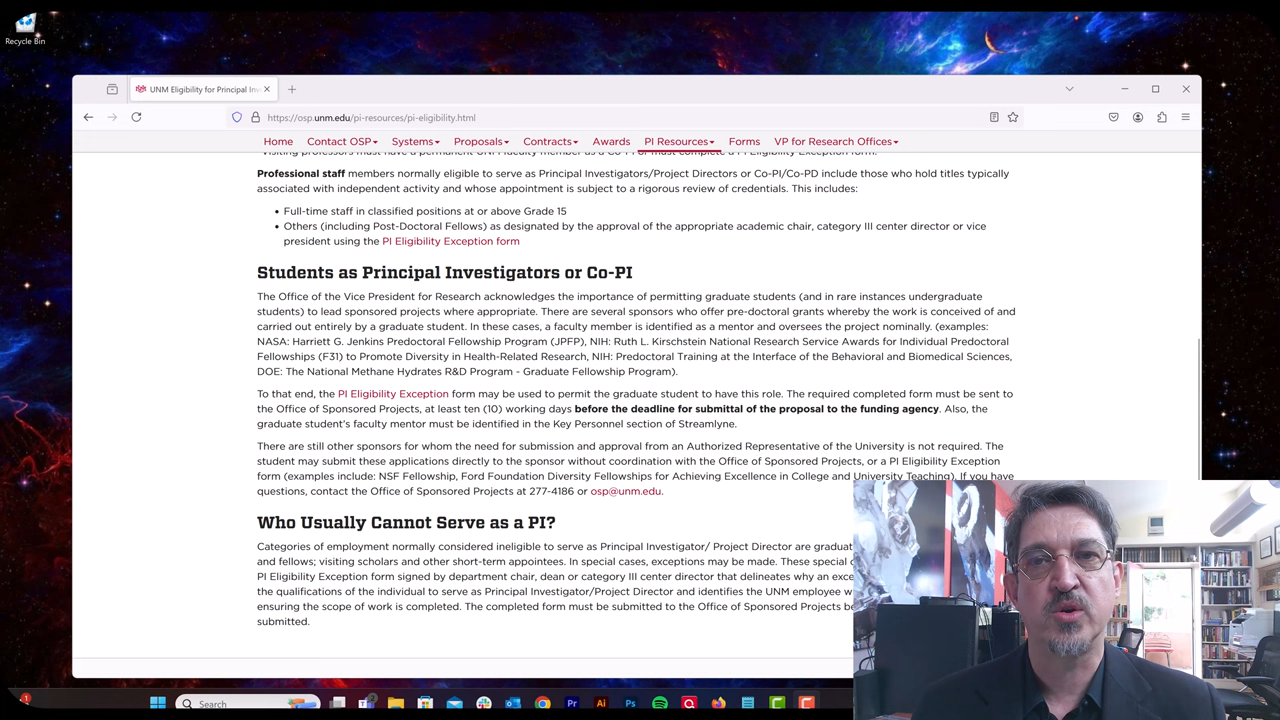 Recycle Bin
UNM Eligibility for Principal Inv
https://osp.unm.edu/pi-resources/pi-eligibility.html
Home Contact OSP Systems Proposals Contracts Awards PI Resources Forms VP for Research Offices
Visiting professors must have a permanent UNM faculty member as a Co-PI or must complete a PI Eligibility Exception form.
Professional staff members normally eligible to serve as Principal Investigators/Project Directors or Co-PI/Co-PD include those who hold titles typically
associated with independent activity and whose appointment is subject to a rigorous review of credentials. This includes:
• Full-time staff in classified positions at or above Grade 15
• Others (including Post-Doctoral Fellows) as designated by the approval of the appropriate academic chair, category III center director or vice
president using the PI Eligibility Exception form
Students as Principal Investigators or Co-PI
The Office of the Vice President for Research acknowledges the importance of permitting graduate students (and in rare instances undergraduate
students) to lead sponsored projects where appropriate. There are several sponsors who offer pre-doctoral grants whereby the work is conceived of and
carried out entirely by a graduate student. In these cases, a faculty member is identified as a mentor and oversees the project nominally. (examples:
NASA: Harriett G. Jenkins Predoctoral Fellowship Program (JPFP), NIH: Ruth L. Kirschstein National Research Service Awards for Individual Predoctoral
Fellowships (F31) to Promote Diversity in Health-Related Research, NIH: Predoctoral Training at the Interface of the Behavioral and Biomedical Sciences,
DOE: The National Methane Hydrates R&D Program - Graduate Fellowship Program).
To that end, the PI Eligibility Exception form may be used to permit the graduate student to have this role. The required completed form must be sent to
the Office of Sponsored Projects, at least ten (10) working days before the deadline for submittal of the proposal to the funding agency. Also, the
graduate student's faculty mentor must be identified in the Key Personnel section of Streamlyne.
There are still other sponsors for whom the need for submission and approval from an Authorized Representative of the University is not required. The
student may submit these applications directly to the sponsor without coordination with the Office of Sponsored Projects, or a PI Eligibility Exception
form (examples include: NSF Fellowship, Ford Foundation Diversity Fellowships for Achieving Excellence in College and University Teaching). If you have
questions, contact the Office of Sponsored Projects at 277-4186 or osp@unm.edu.
Who Usually Cannot Serve as a PI?
Categories of employment normally considered ineligible to serve as Principal Investigator/ Project Director are graduat
and fellows; visiting scholars and other short-term appointees. In special cases, exceptions may be made. These special c
PI Eligibility Exception form signed by department chair, dean or category III center director that delineates why an exce
the qualifications of the individual to serve as Principal Investigator/Project Director and identifies the UNM employee w
ensuring the scope of work is completed. The completed form must be submitted to the Office of Sponsored Projects be
submitted.
1
Search